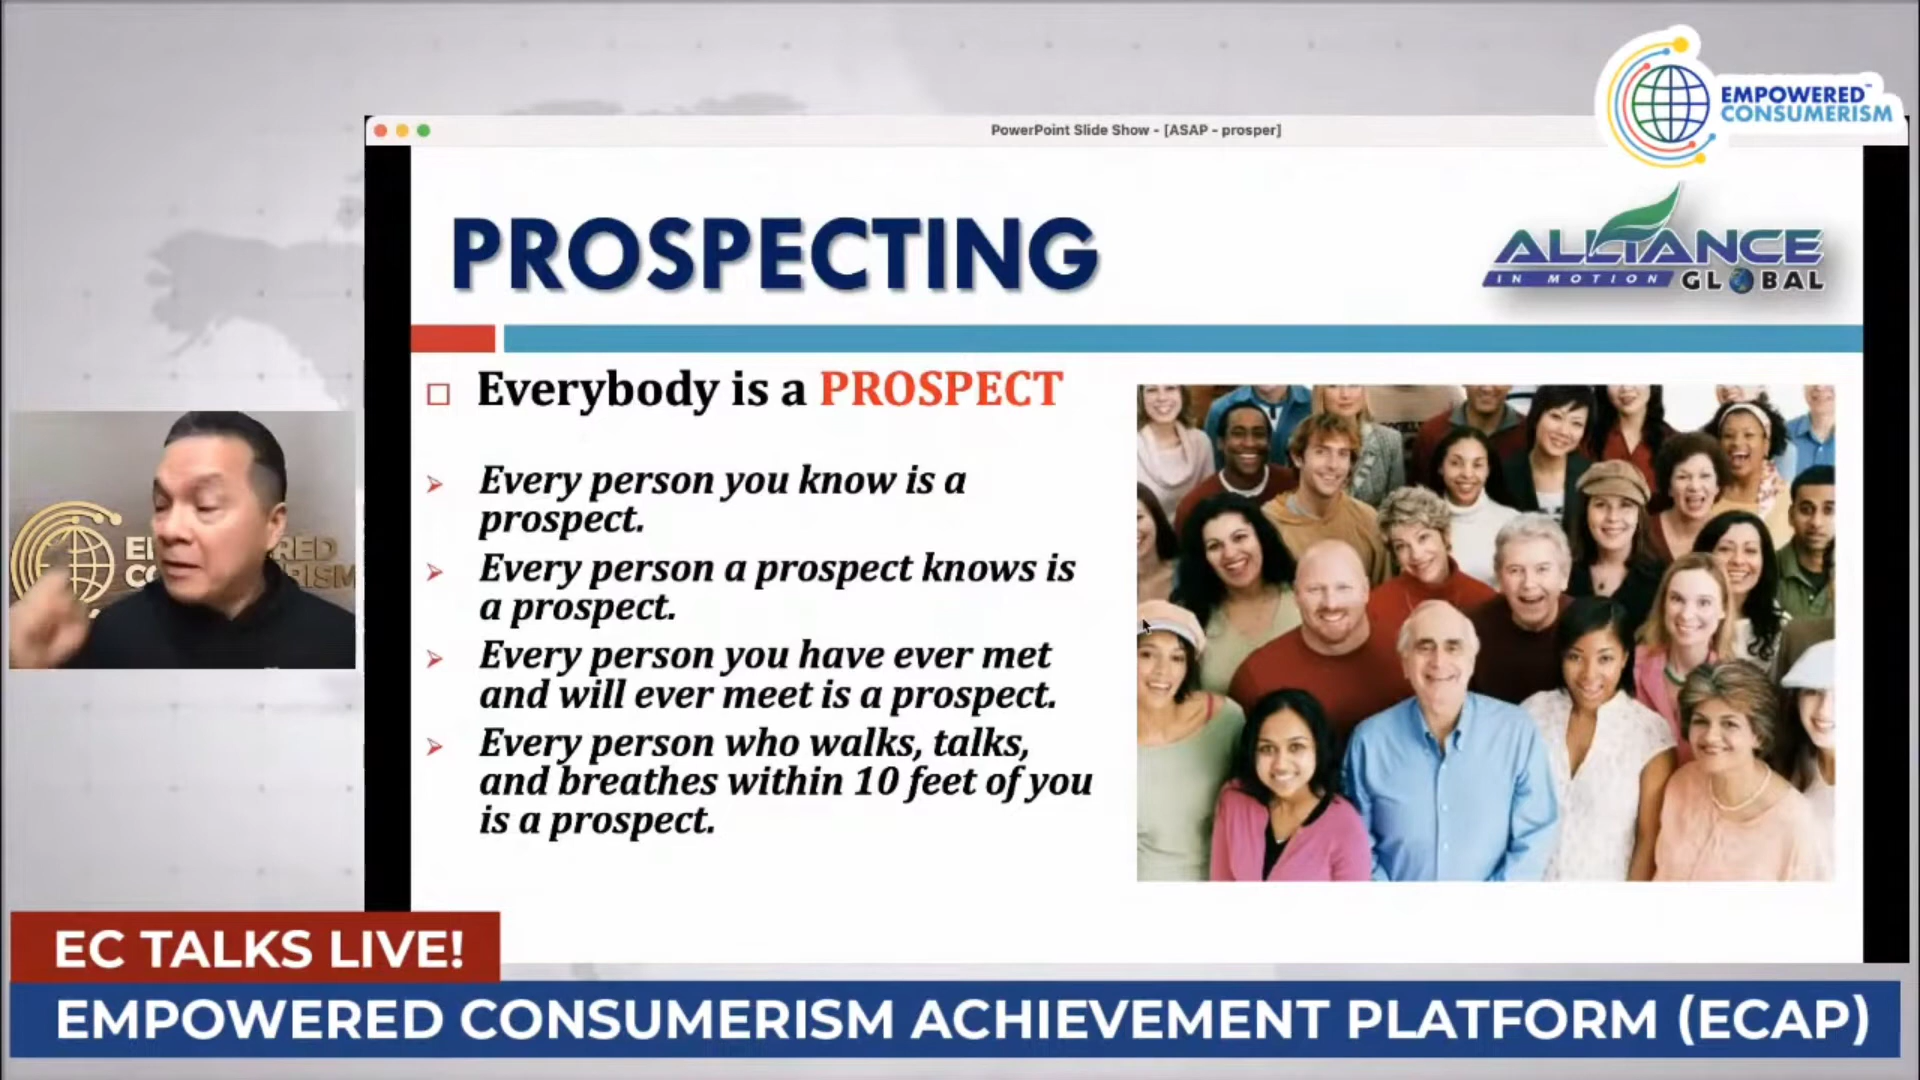 EMPOWERED™
CONSUMERISM
PowerPoint Slide Show - [ASAP - prosper]
PROSPECTING
ALLIANCE
IN MOTION GLOBAL
Everybody is a PROSPECT
Every person you know is a
prospect.
Every person a prospect knows is
a prospect.
Every person you have ever met
and will ever meet is a prospect.
Every person who walks, talks,
and breathes within 10 feet of you
is a prospect.
EC TALKS LIVE!
EMPOWERED CONSUMERISM ACHIEVEMENT PLATFORM (ECAP)